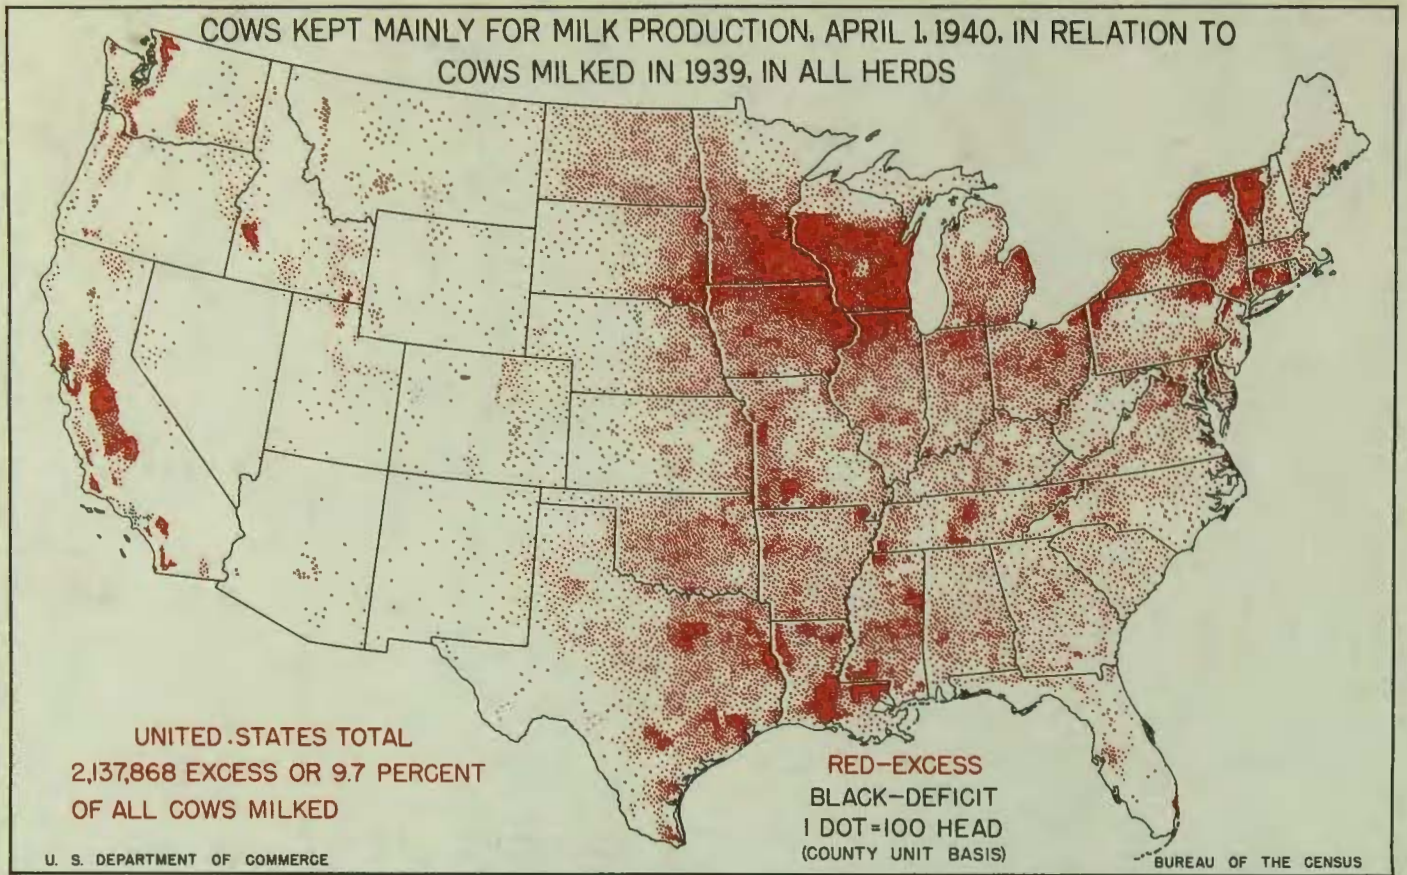 COWS KEPT MAINLY FOR MILK PRODUCTION, APRIL 1, 1940, IN RELATION TO
COWS MILKED IN 1939, IN ALL HERDS
UNITED STATES TOTAL
2,137,868 EXCESS OR 9.7 PERCENT
OF ALL COWS MILKED
RED-EXCESS
BLACK-DEFICIT
1 DOT=100 HEAD
(COUNTY UNIT BASIS)
U. S. DEPARTMENT OF COMMERCE
BUREAU OF THE CENSUS